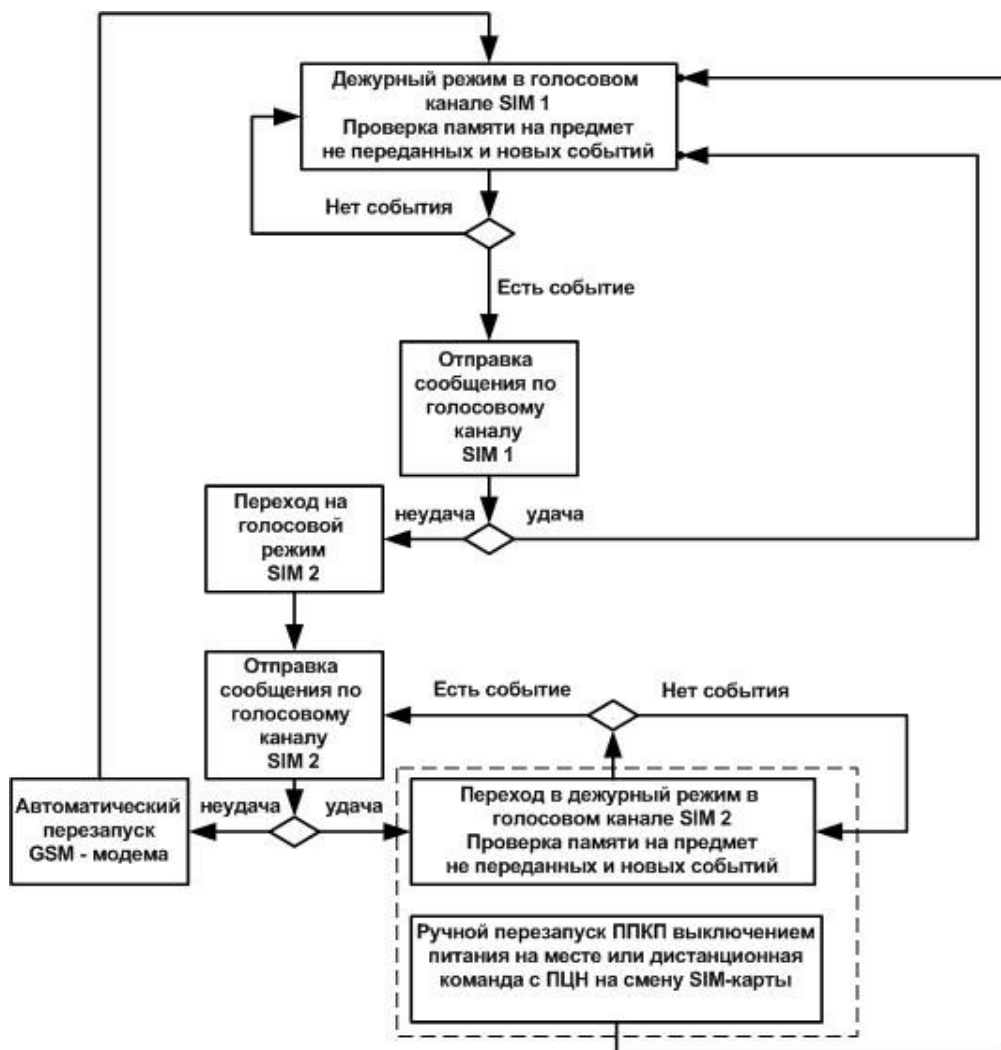 Дежурный режим в голосовом
канале SIM 1
Проверка памяти на предмет
не переданных и новых событий
Нет события
Есть событие
Отправка
сообщения по
голосовому
каналу
SIM 1
неудача
удача
Переход на
голосовой
режим
SIM 2
Отправка
сообщения по
голосовому
каналу
SIM 2
Есть событие
Нет события
неудача
удача
Автоматический
перезапуск
GSM - модема
Переход в дежурный режим в
голосовом канале SIM 2
Проверка памяти на предмет
не переданных и новых событий
Ручной перезапуск ППКП выключением
питания на месте или дистанционная
команда с ПЦН на смену SIM-карты